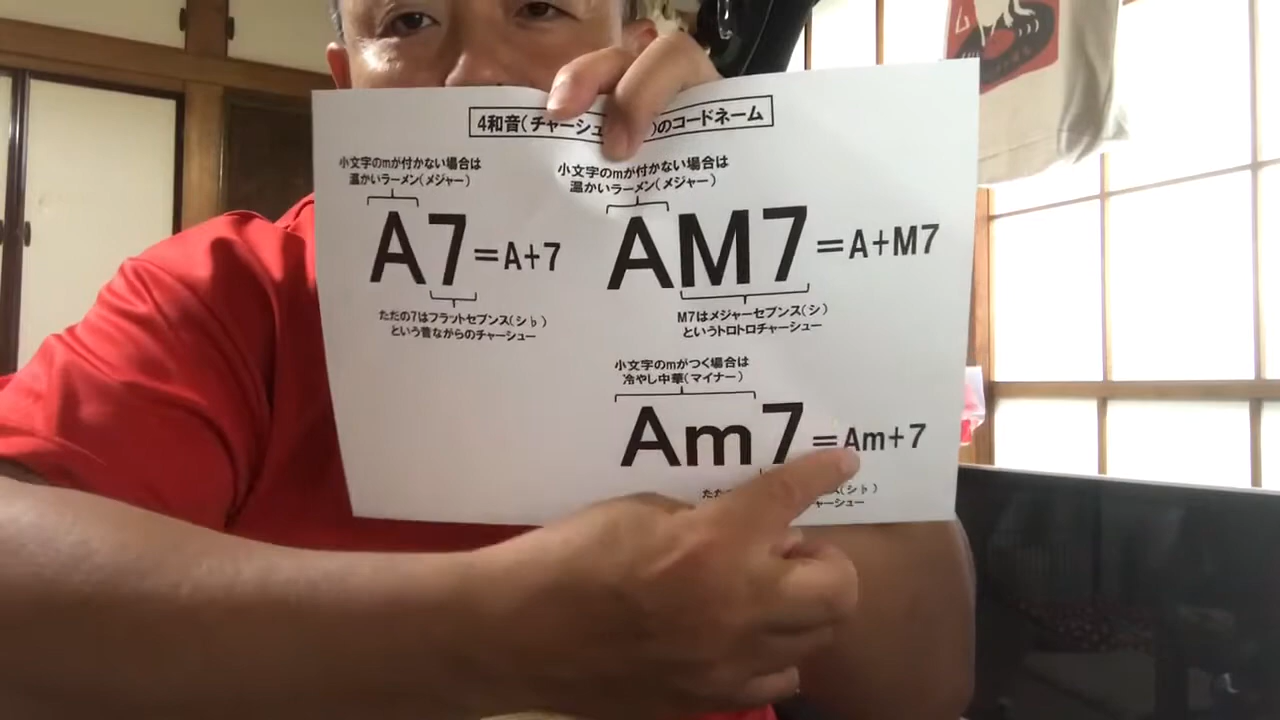 4和音(チャーシュ )のコードネーム
小文字のmが付かない場合は
温かいラーメン(メジャー)
A7=A+7
ただの7はフラットセブンス(シ♭)
という昔ながらのチャーシュー
小文字のmが付かない場合は
温かいラーメン(メジャー)
AM7=A+M7
M7はメジャーセブンス(シ)
というトロトロチャーシュー
小文字のmがつく場合は
冷やし中華(マイナー)
Am7=Am+7
ただ ス(シ♭)
ャーシュー
ム